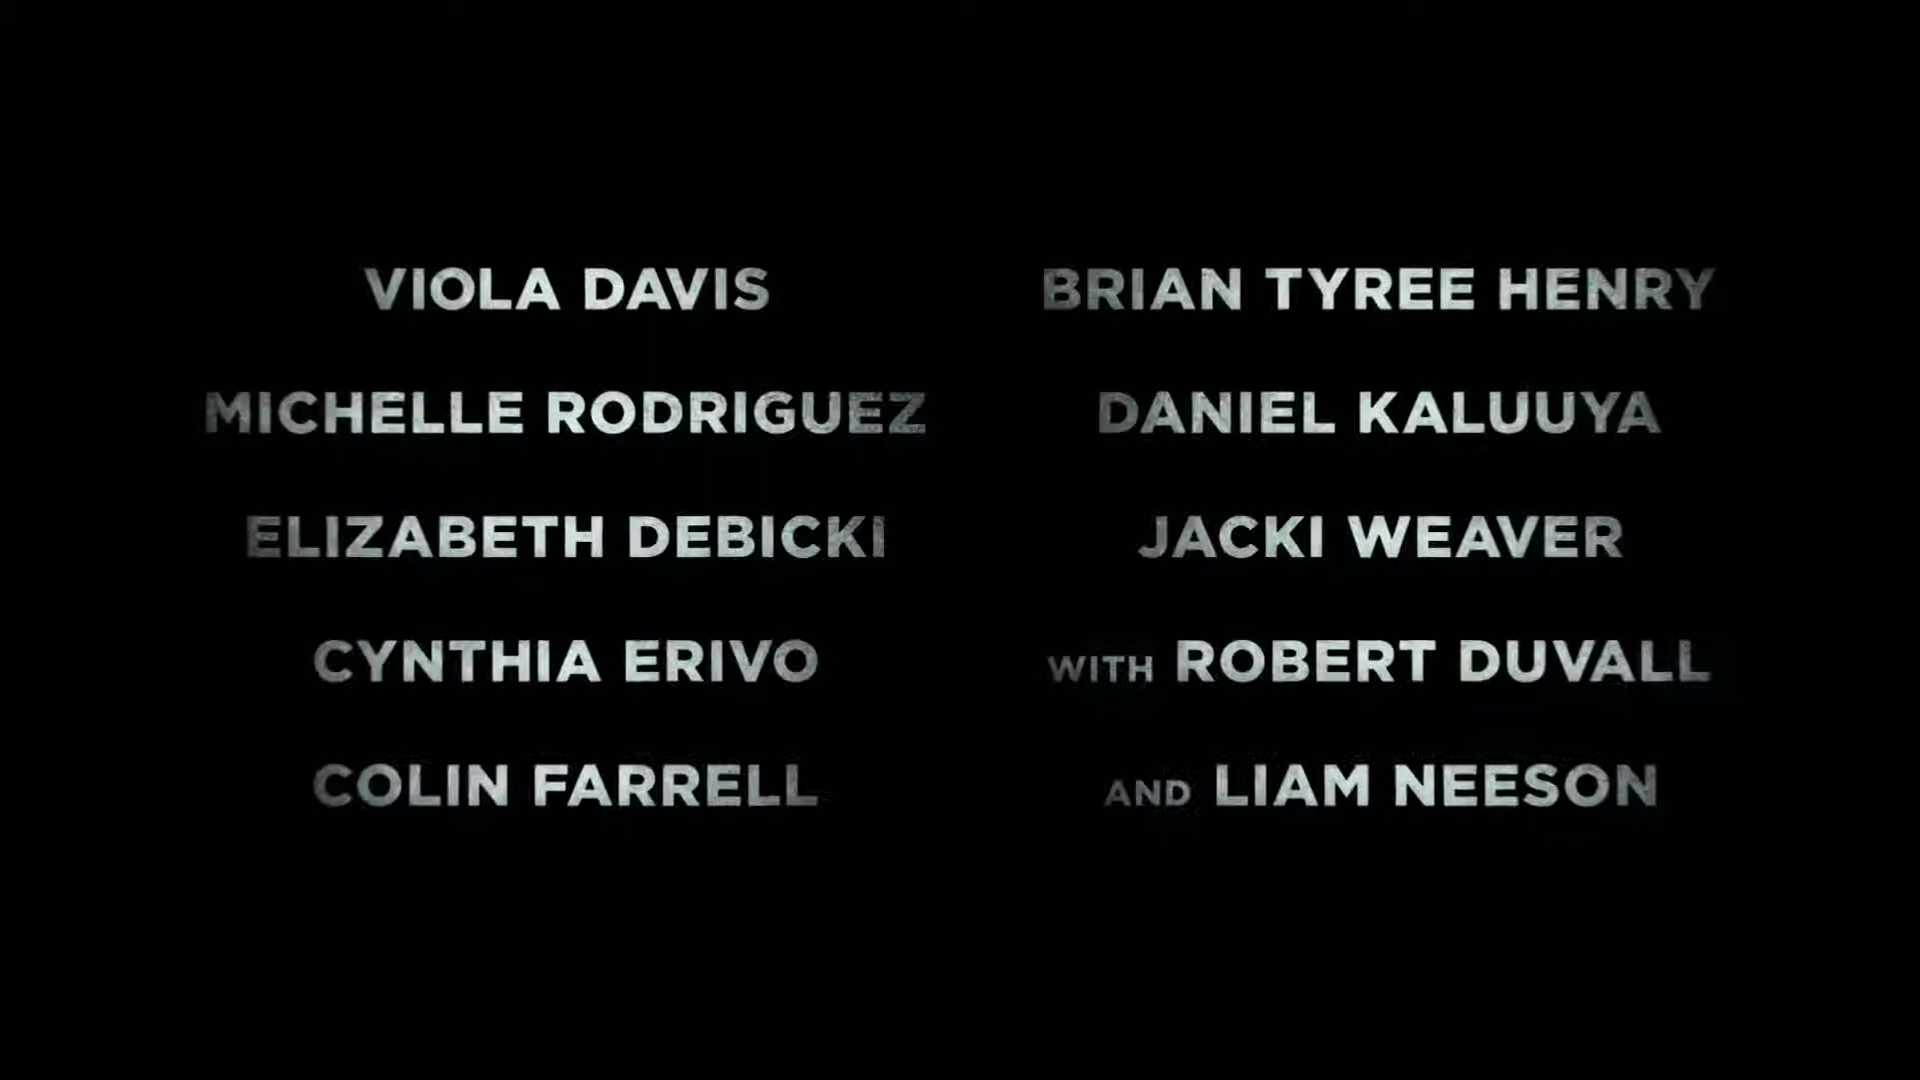 VIOLA DAVIS
MICHELLE RODRIGUEZ
ELIZABETH DEBICKI
CYNTHIA ERIVO
COLIN FARRELL
BRIAN TYREE HENRY
DANIEL KALUUYA
JACKI WEAVER
WITH ROBERT DUVALL
AND LIAM NEESON